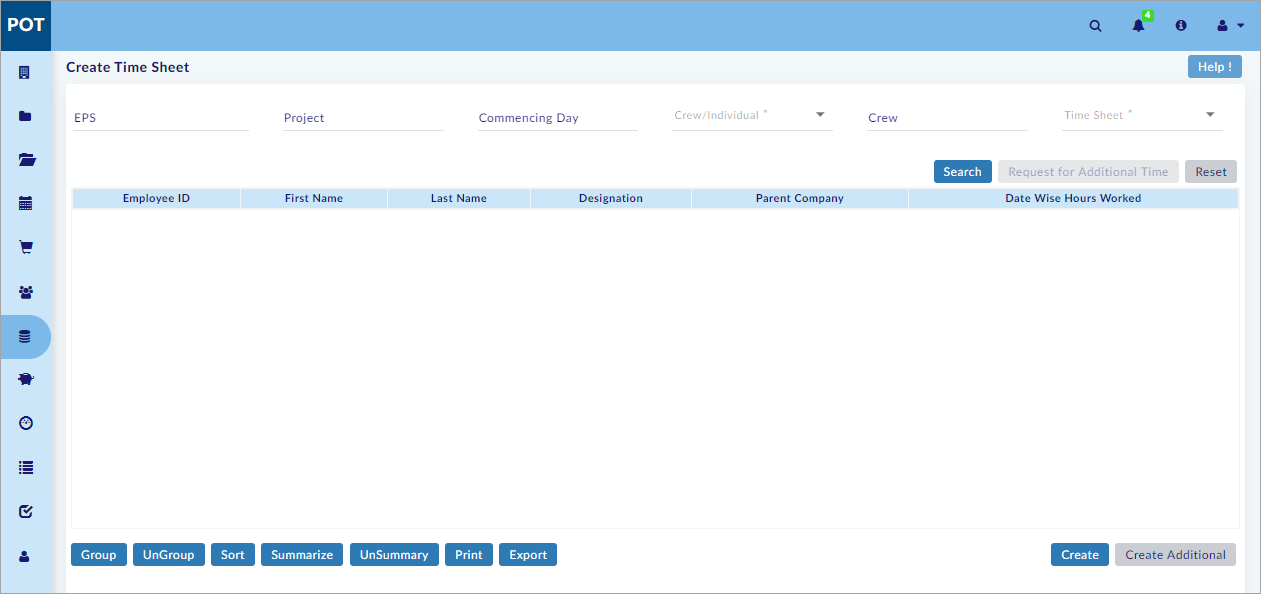 POT
4
Create Time Sheet
Help !
EPS
Project
Commencing Day
Crew/Individual *
Crew
Time Sheet *
Search
Request for Additional Time
Reset
Employee ID
First Name
Last Name
Designation
Parent Company
Date Wise Hours Worked
Group
UnGroup
Sort
Summarize
UnSummary
Print
Export
Create
Create Additional